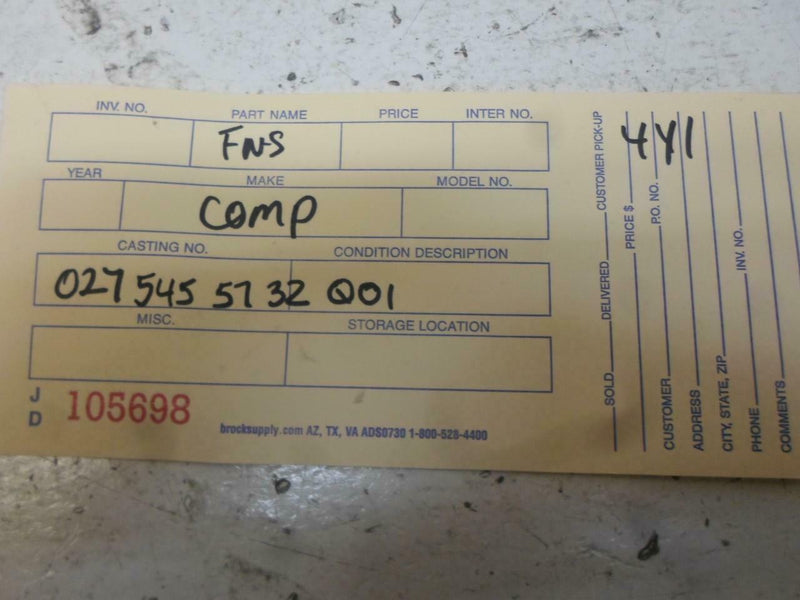 INV. NO. PART NAME PRICE INTER NO.
FNS
YEAR MAKE MODEL NO.
COMP
CASTING NO. CONDITION DESCRIPTION
027 545 57 32 Q01
MISC. STORAGE LOCATION
J D 105698
brocksupply.com AZ, TX, VA ADS0730 1-800-528-4400
4Y1
SOLD DELIVERED CUSTOMER PICK-UP
PRICE $
CUSTOMER P.O. NO.
ADDRESS
CITY, STATE, ZIP
PHONE INV. NO.
COMMENTS